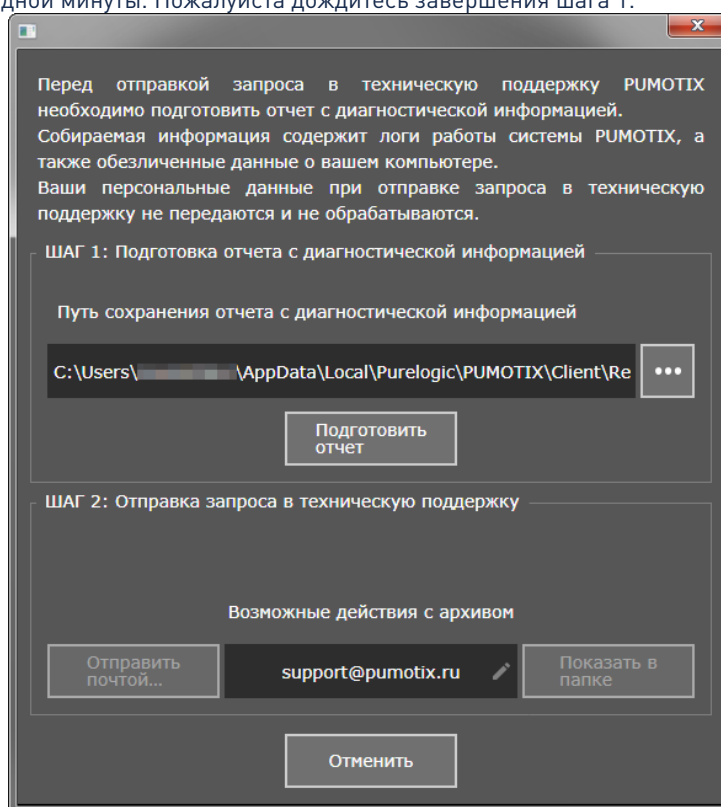 дной минуты. Пожалуйста дождитесь завершения шага 1.
Перед отправкой запроса в техническую поддержку PUMOTIX
необходимо подготовить отчет с диагностической информацией.
Собираемая информация содержит логи работы системы PUMOTIX, а
также обезличенные данные о вашем компьютере.
Ваши персональные данные при отправке запроса в техническую
поддержку не передаются и не обрабатываются.
ШАГ 1: Подготовка отчета с диагностической информацией
Путь сохранения отчета с диагностической информацией
C:\Users\ \AppData\Local\Purelogic\PUMOTIX\Client\Re
Подготовить
отчет
ШАГ 2: Отправка запроса в техническую поддержку
Возможные действия с архивом
Отправить
почтой...
support@pumotix.ru
Показать в
папке
Отменить